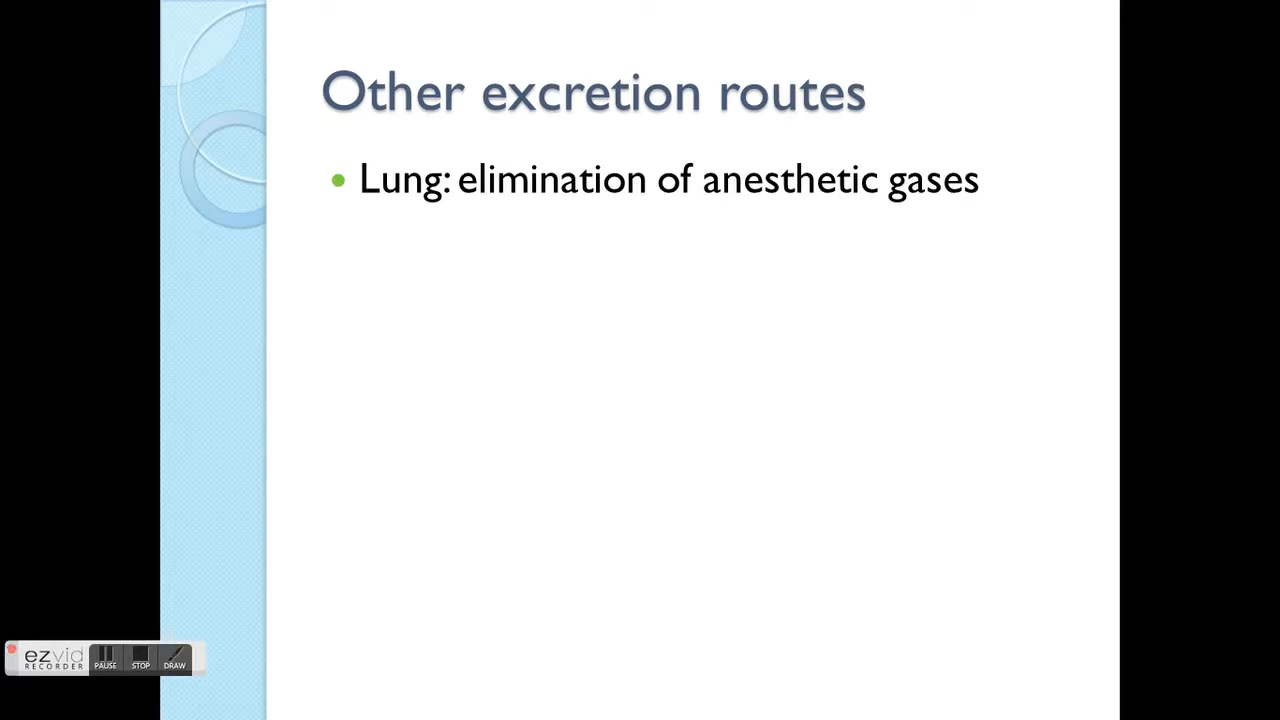 Other excretion routes
Lung: elimination of anesthetic gases
ezvid
RECORDER
PAUSE STOP DRAW